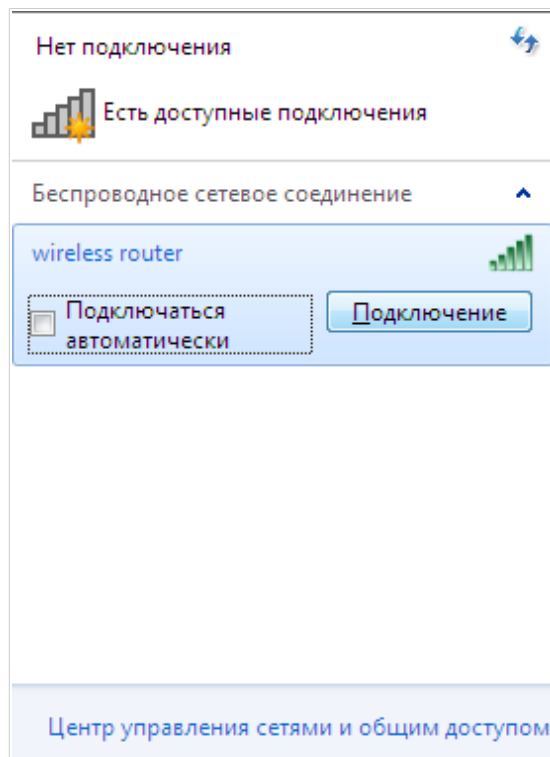 Нет подключения
Есть доступные подключения
Беспроводное сетевое соединение
wireless router
Подключаться
автоматически
Подключение
Центр управления сетями и общим доступом